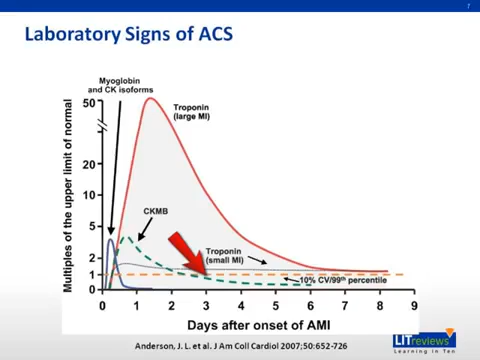 7
Laboratory Signs of ACS
Myoglobin
and CK isoforms
Troponin
(large MI)
CKMB
Troponin
(small MI)
10% CV/99th percentile
Multiples of the upper limit of normal
50
20
10
5
2
1
0
0 1 2 3 4 5 6 7 8 9
Days after onset of AMI
Anderson, J. L. et al. J Am Coll Cardiol 2007;50:652-726
LITreviews
Learning in Ten